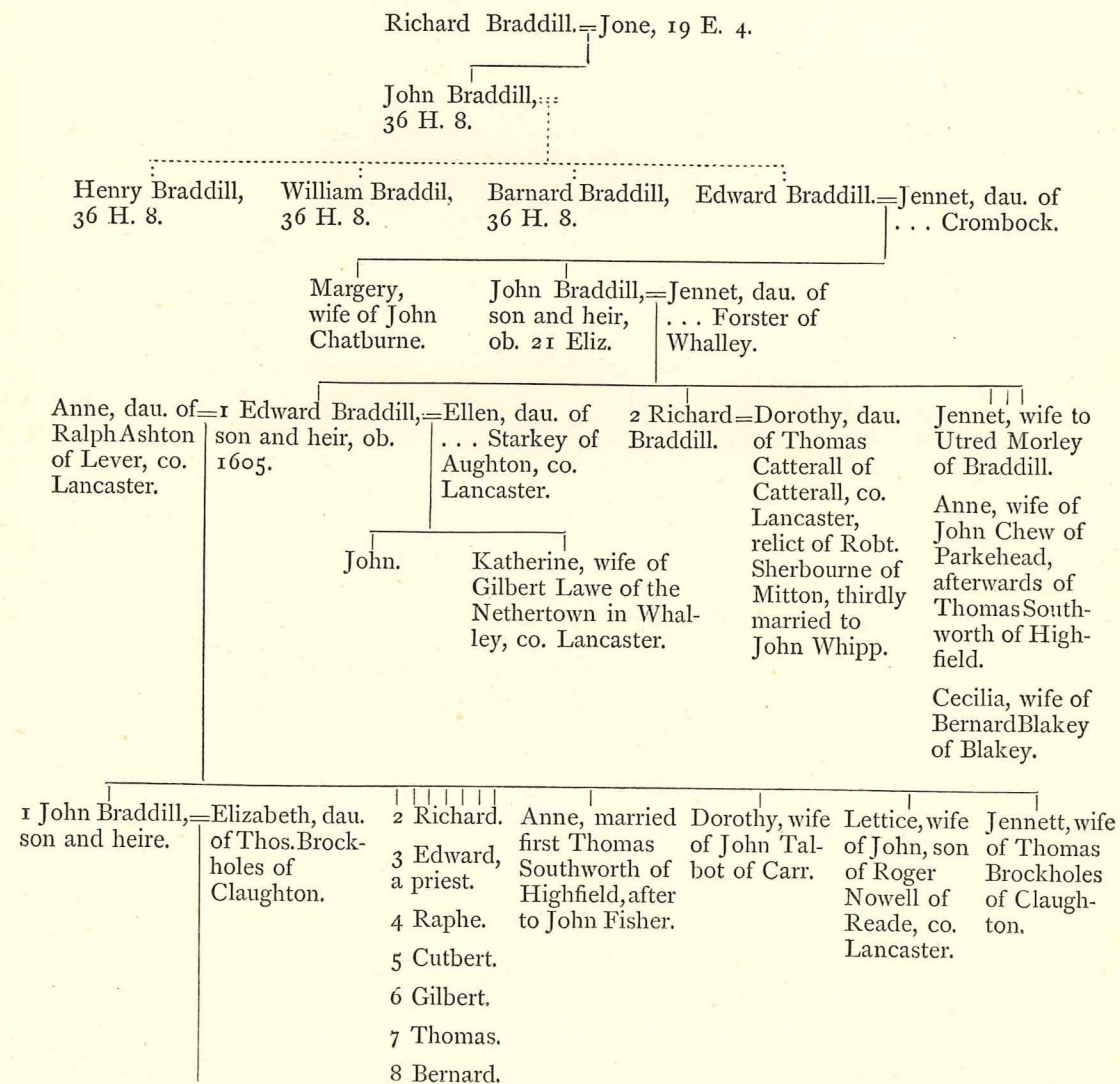 Richard Braddill.=Jone, 19 E. 4.
John Braddill,
36 H. 8.
Henry Braddill,
36 H. 8.
William Braddil,
36 H. 8.
Barnard Braddill,
36 H. 8.
Edward Braddill.=Jennet, dau. of
. . . Crombock.
Margery,
wife of John
Chatburne.
John Braddill,=Jennet, dau. of
son and heir,
ob. 21 Eliz.
. . . Forster of
Whalley.
Anne, dau. of=1 Edward Braddill,=Ellen, dau. of
Ralph Ashton
of Lever, co.
Lancaster.
son and heir, ob.
1605.
. . . Starkey of
Aughton, co.
Lancaster.
2 Richard=Dorothy, dau.
Braddill.
of Thomas
Catterall of
Catterall, co.
Lancaster,
relict of Robt.
Sherbourne of
Mitton, thirdly
married to
John Whipp.
Jennet, wife to
Utred Morley
of Braddill.
Anne, wife of
John Chew of
Parkehead,
afterwards of
Thomas South-
worth of High-
field.
Cecilia, wife of
Bernard Blakey
of Blakey.
John.
Katherine, wife of
Gilbert Lawe of the
Nethertown in Whal-
ley, co. Lancaster.
1 John Braddill,=Elizabeth, dau.
son and heire.
of Thos. Brock-
holes of
Claughton.
2 Richard.
3 Edward,
a priest.
4 Raphe.
5 Cutbert.
6 Gilbert.
7 Thomas.
8 Bernard.
Anne, married
first Thomas
Southworth of
Highfield, after
to John Fisher.
Dorothy, wife
of John Tal-
bot of Carr.
Lettice, wife
of John, son
of Roger
Nowell of
Reade, co.
Lancaster.
Jennett, wife
of Thomas
Brockholes
of Claugh-
ton.